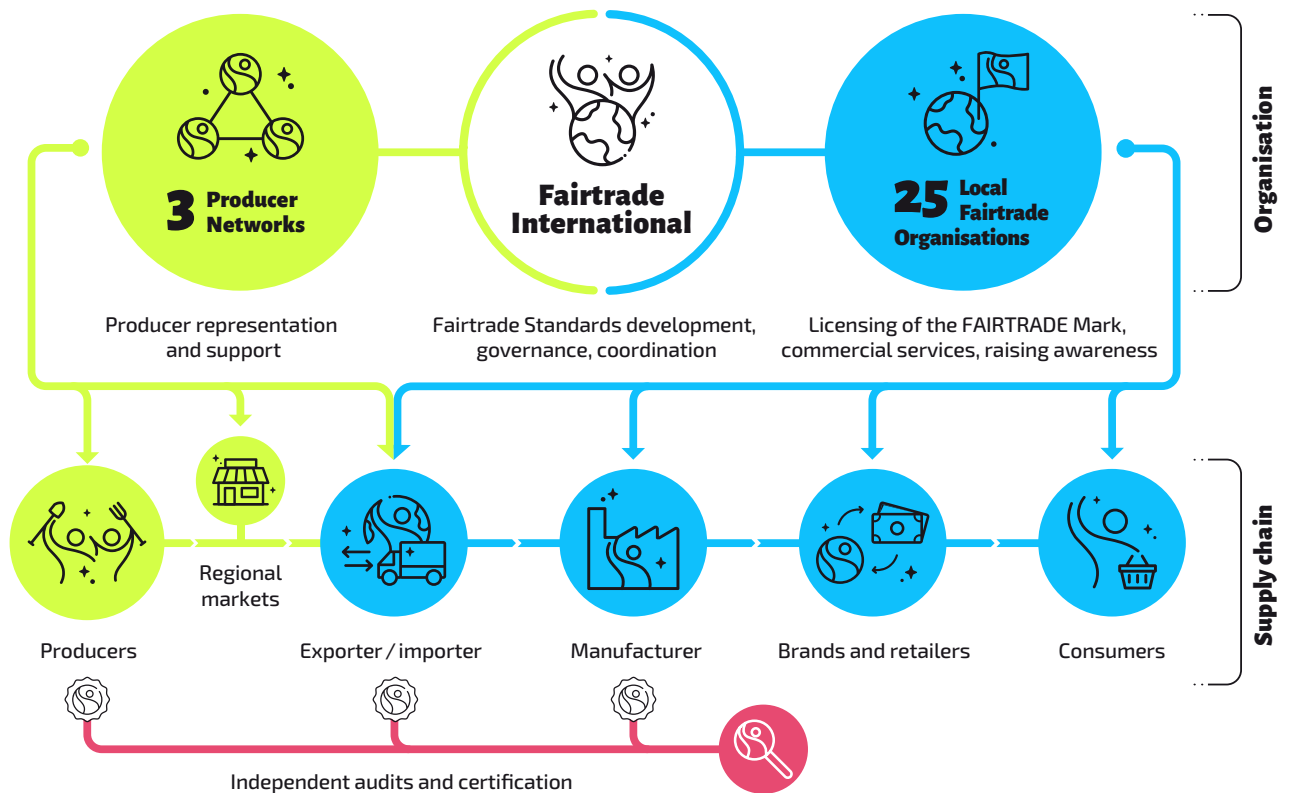 3 Producer
Networks
Fairtrade
International
25 Local
Fairtrade
Organisations
Organisation
Producer representation
and support
Fairtrade Standards development,
governance, coordination
Licensing of the FAIRTRADE Mark,
commercial services, raising awareness
Regional
markets
Producers
Exporter / importer
Manufacturer
Brands and retailers
Consumers
Supply chain
Independent audits and certification